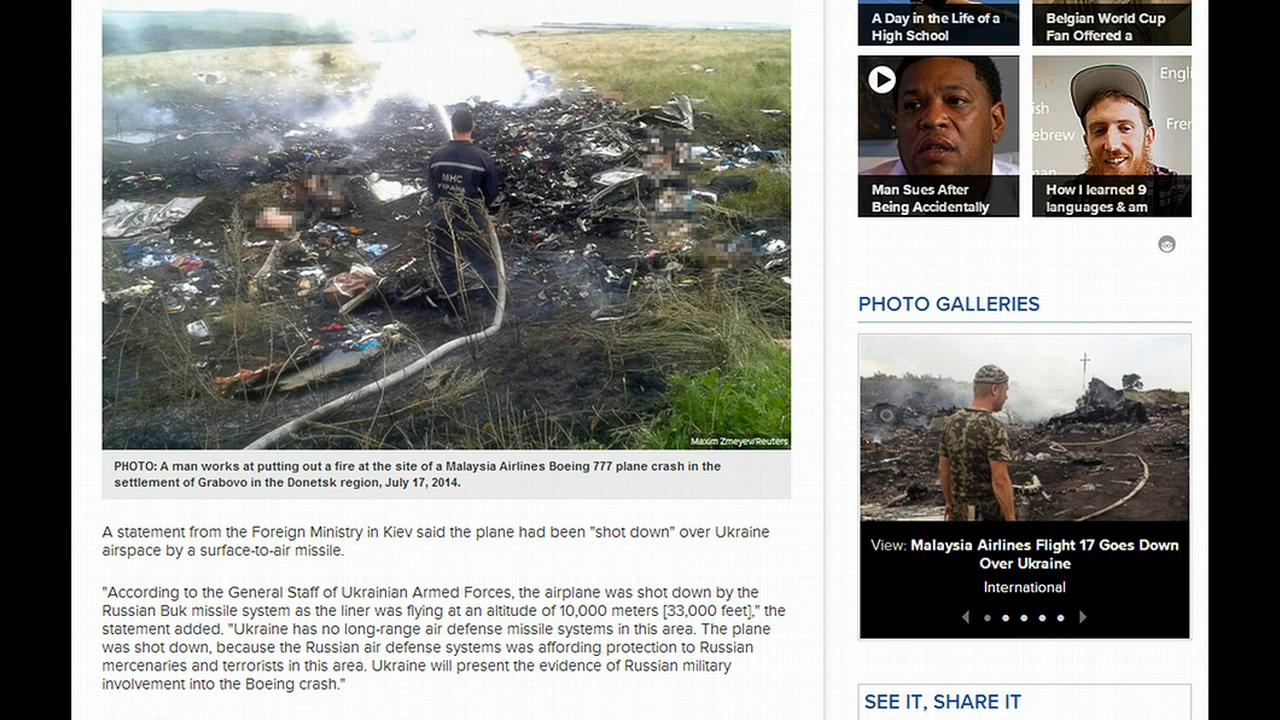 МНС
УКРАЇНА
Maxim Zmeyev/Reuters
PHOTO: A man works at putting out a fire at the site of a Malaysia Airlines Boeing 777 plane crash in the
settlement of Grabovo in the Donetsk region, July 17, 2014.
A statement from the Foreign Ministry in Kiev said the plane had been "shot down" over Ukraine
airspace by a surface-to-air missile.
"According to the General Staff of Ukrainian Armed Forces, the airplane was shot down by the
Russian Buk missile system as the liner was flying at an altitude of 10,000 meters [33,000 feet]," the
statement added. "Ukraine has no long-range air defense missile systems in this area. The plane
was shot down, because the Russian air defense systems was affording protection to Russian
mercenaries and terrorists in this area. Ukraine will present the evidence of Russian military
involvement into the Boeing crash."
A Day in the Life of a
High School
Belgian World Cup
Fan Offered a
Man Sues After
Being Accidentally
Engli
ish
ebrew
Fren
How I learned 9
languages & am
PHOTO GALLERIES
View: Malaysia Airlines Flight 17 Goes Down
Over Ukraine
International
SEE IT, SHARE IT